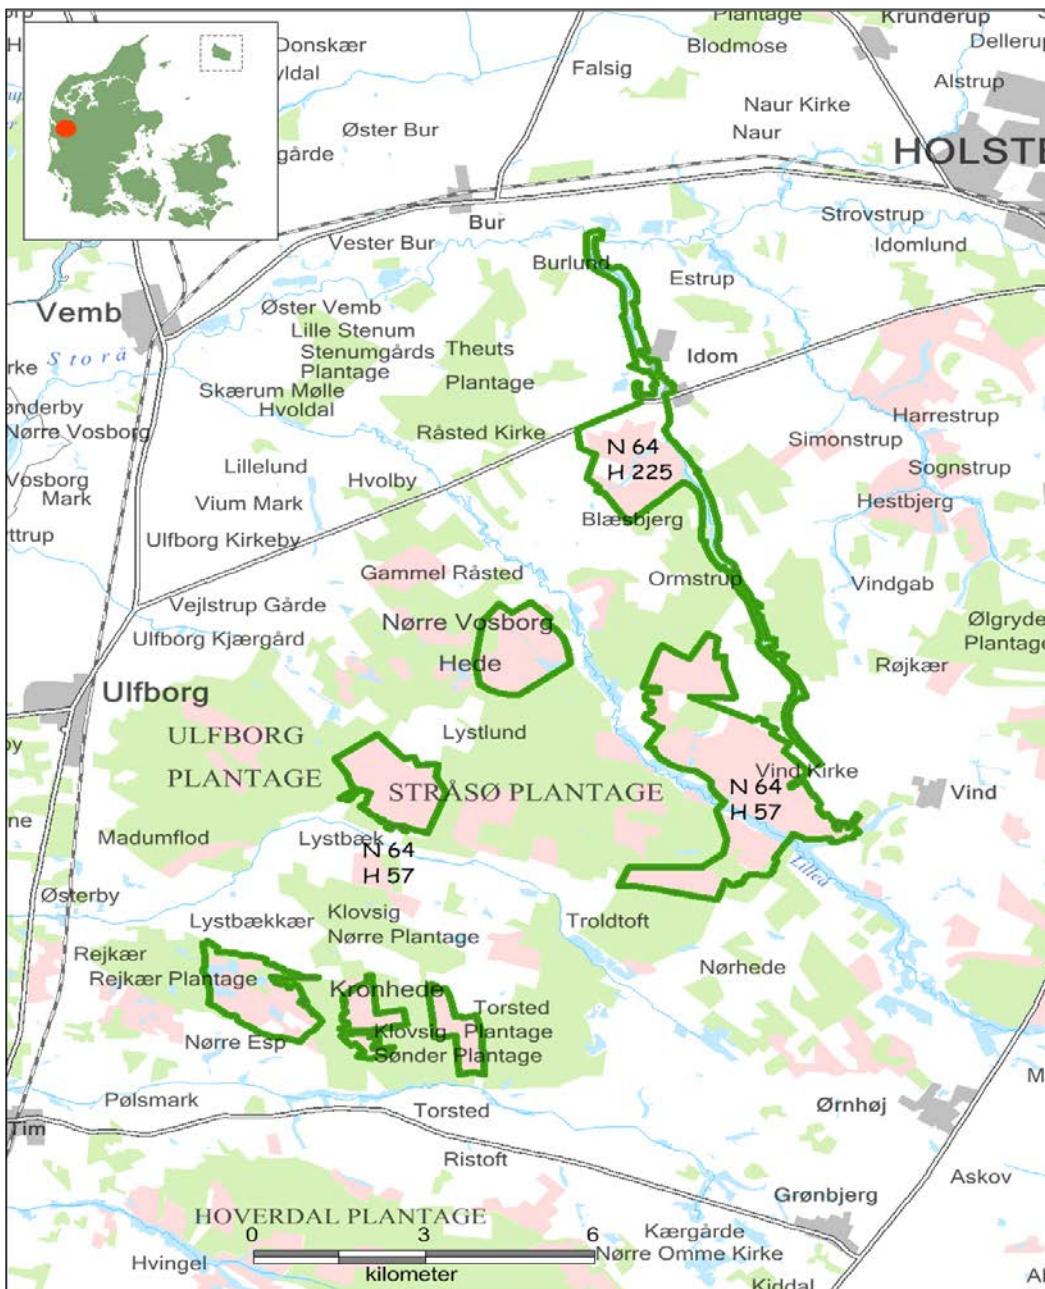 Plantage
Krunderup
Donskær
Blodmose
Dellerup
Falsig
Alstrup
Naur Kirke
Øster Bur
Naur
gårde
HOLSTE
Strovstrup
Bur
Vester Bur
Idomlund
Burlund
Estrup
Øster Vemb
Vemb
Lille Stenum
Stenumgårds
Plantage
Theuts
Plantage
Idom
Storå
Skærum Mølle
Hvoldal
ønderby
Nørre Vosborg
Råsted Kirke
Harrestrup
Simonstrup
N 64
H 225
Lillelund
Sognstrup
Vosborg
Mark
Hvolby
Vium Mark
Hestbjerg
Blæsbjerg
Ulfborg Kirkeby
Gammel Råsted
Ormstrup
Vindgab
Vejlstrup Gårde
Nørre Vosborg
Hede
Ølgryde
Plantage
Ulfborg Kjærgård
Røjkær
Ulfborg
Lystlund
ULFBORG
PLANTAGE
STRÅSØ PLANTAGE
Vind Kirke
N 64
H 57
Vind
Madumflod
Lystbæk
N 64
H 57
Lilleå
Østerby
Lystbækkær
Klovsig
Nørre Plantage
Troldtoft
Rejkær
Rejkær Plantage
Nørhede
Kronhede
Torsted
Plantage
Klovsig
Sønder Plantage
Nørre Esp
Pølsmark
Torsted
Ørnhøj
Tim
Ristoft
Askov
Grønbjerg
HOVERDAL PLANTAGE
Kærgårde
Nørre Omme Kirke
0 3 6
kilometer
Hvingel
Kiddal